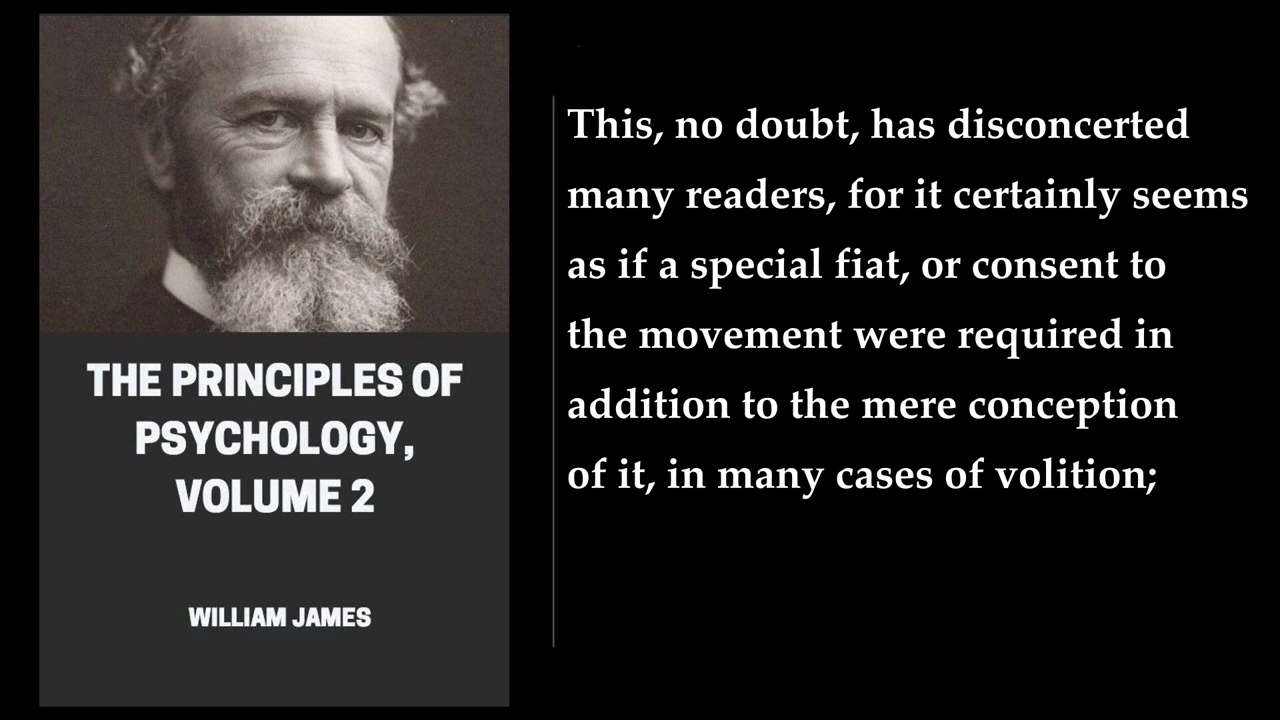 THE PRINCIPLES OF
PSYCHOLOGY,
VOLUME 2
WILLIAM JAMES
This, no doubt, has disconcerted
many readers, for it certainly seems
as if a special fiat, or consent to
the movement were required in
addition to the mere conception
of it, in many cases of volition;